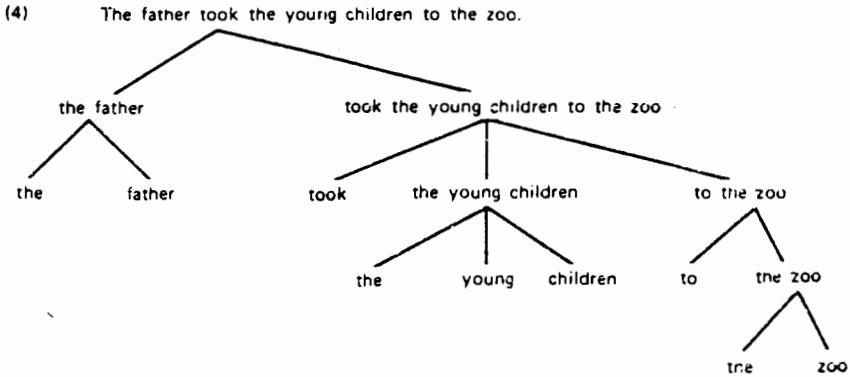 (4) The father took the young children to the zoo.
the father took the young children to the zoo
the father took the young children to the zoo
the young children to the zoo
the zoo